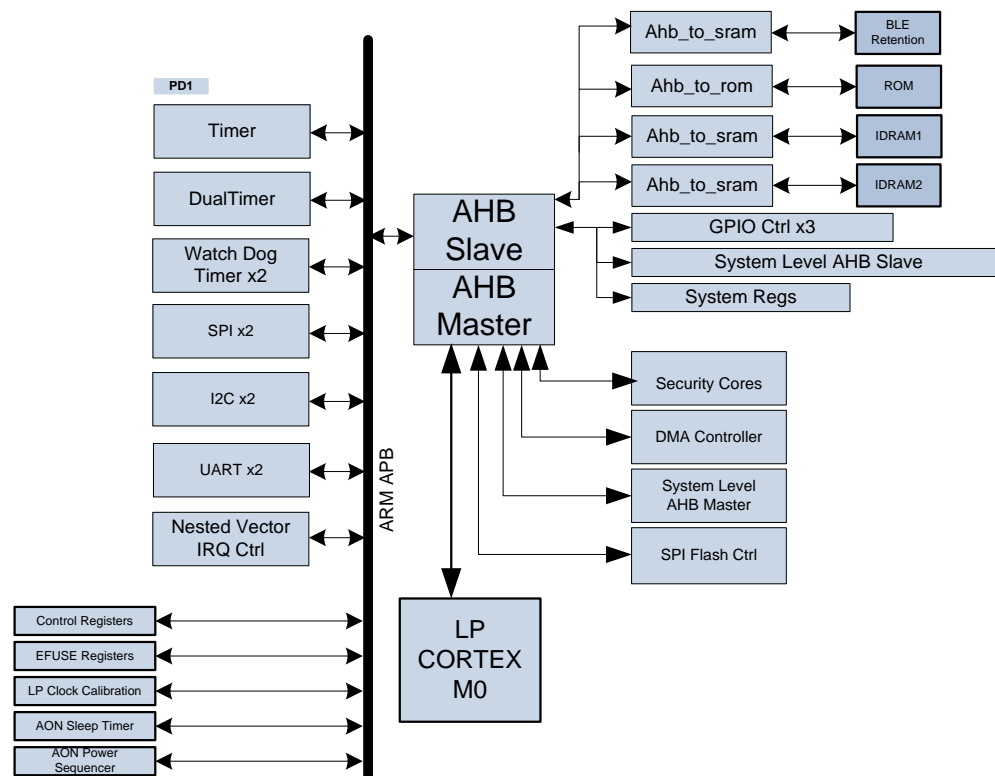 PD1
Timer
DualTimer
Watch Dog
Timer x2
SPI x2
I2C x2
UART x2
Nested Vector
IRQ Ctrl
Control Registers
EFUSE Registers
LP Clock Calibration
AON Sleep Timer
AON Power
Sequencer
ARM APB
AHB
Slave
AHB
Master
LP
CORTEX
M0
Ahb_to_sram
BLE
Retention
Ahb_to_rom
ROM
Ahb_to_sram
IDRAM1
Ahb_to_sram
IDRAM2
GPIO Ctrl x3
System Level AHB Slave
System Regs
Security Cores
DMA Controller
System Level
AHB Master
SPI Flash Ctrl